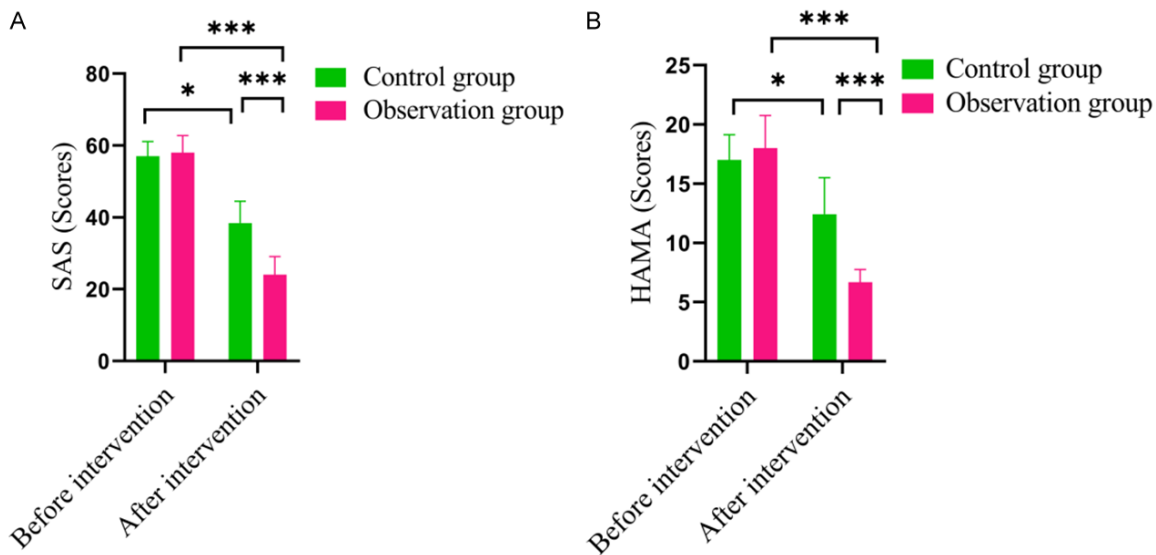 A
***
*
***
80
60
40
20
0
SAS (Scores)
Before intervention
After intervention
Control group
Observation group
B
***
*
***
25
20
15
10
5
0
HAMA (Scores)
Before intervention
After intervention
Control group
Observation group